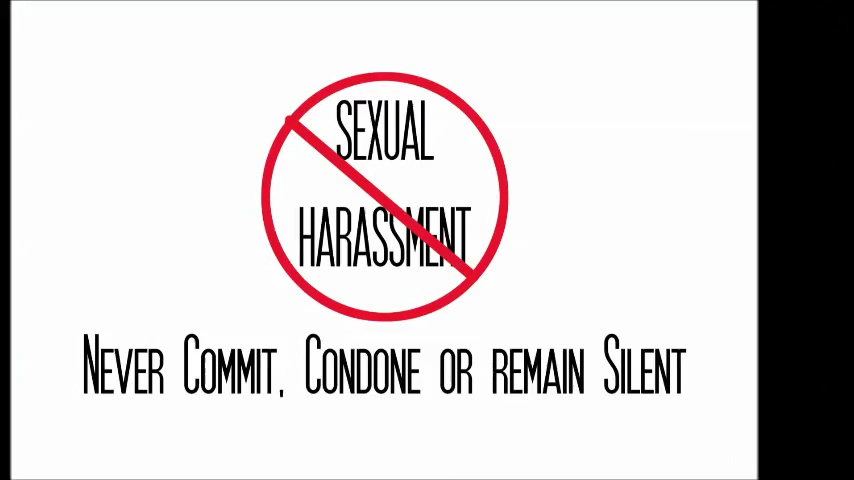 SEXUAL
HARASSMENT
NEVER COMMIT, CONDONE OR REMAIN SILENT